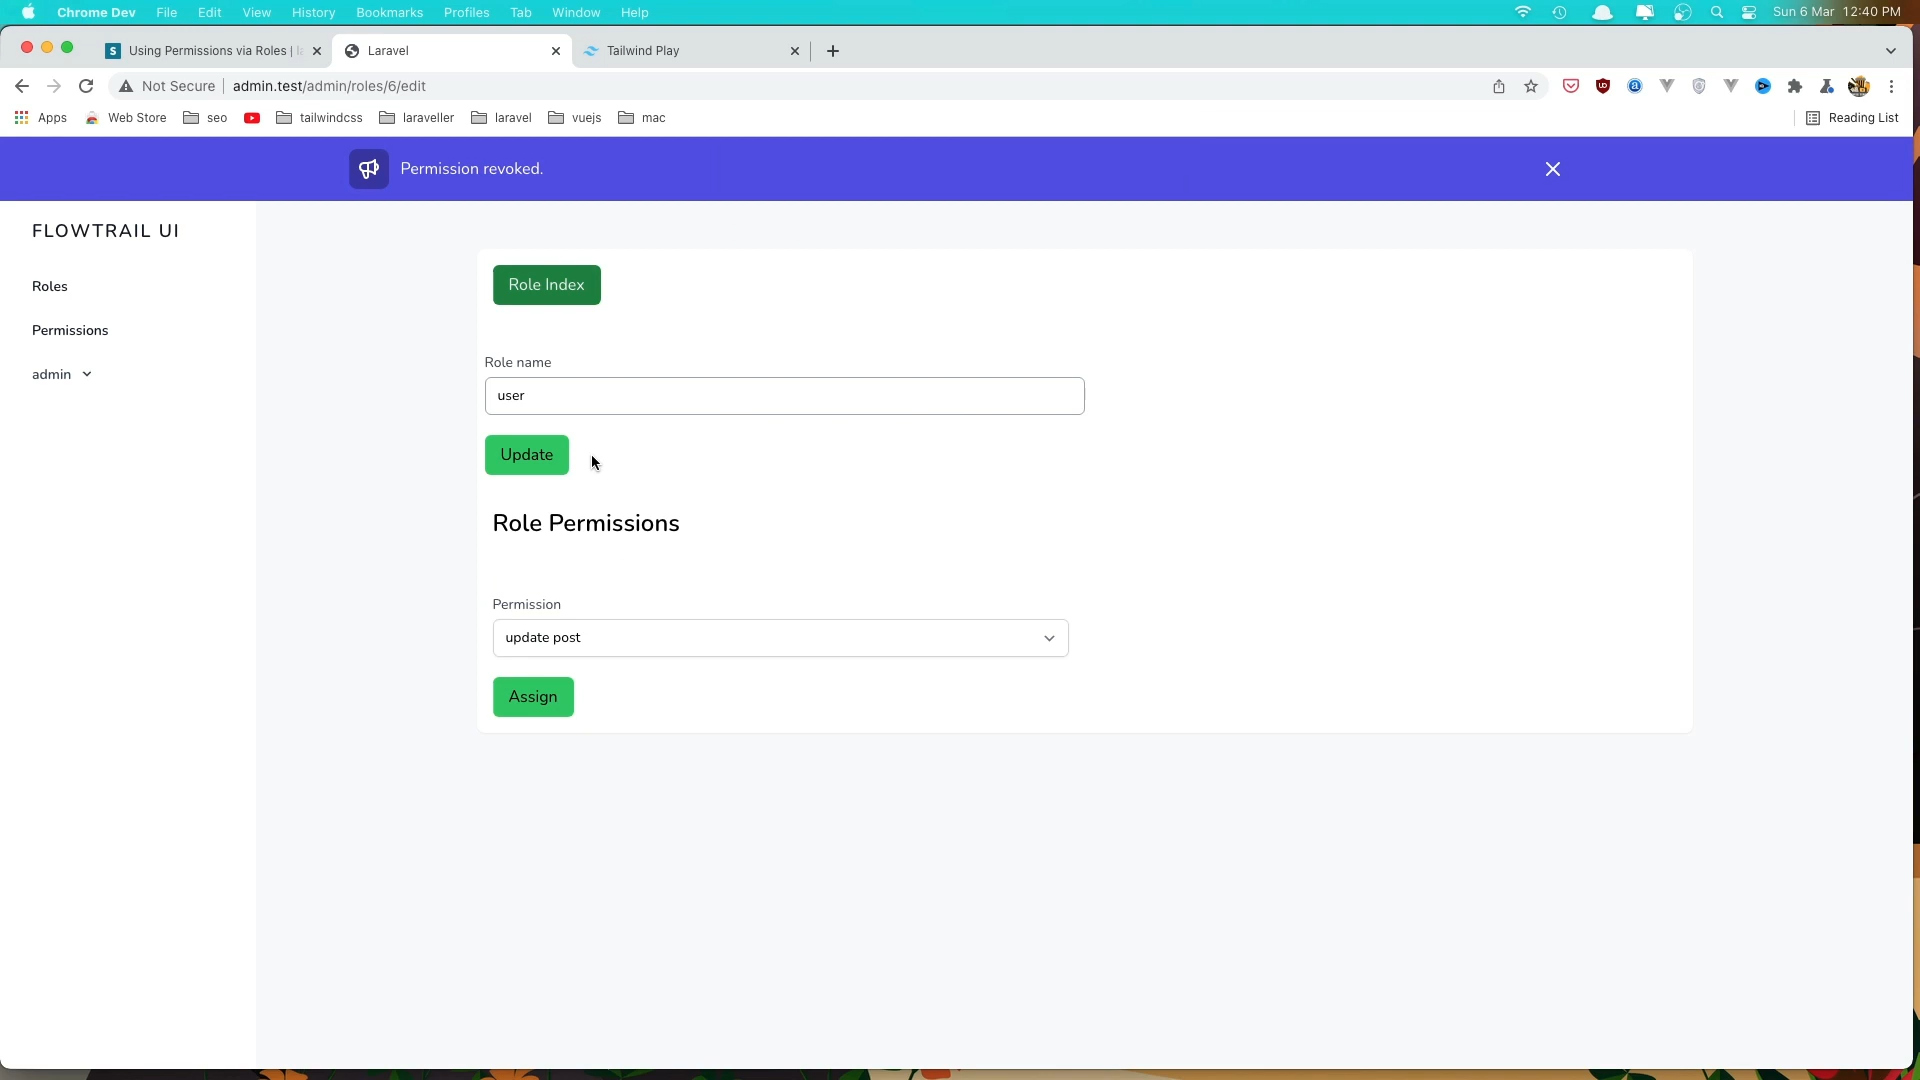 Chrome Dev File Edit View History Bookmarks Profiles Tab Window Help Sun 6 Mar 12:40 PM
S Using Permissions via Roles | Laravel Tailwind Play
Not Secure admin.test/admin/roles/6/edit
Apps Web Store seo tailwindcss laraveller laravel vuejs mac Reading List
Permission revoked.
FLOWTRAIL UI
Roles
Permissions
admin
Role Index
Role name
user
Update
Role Permissions
Permission
update post
Assign